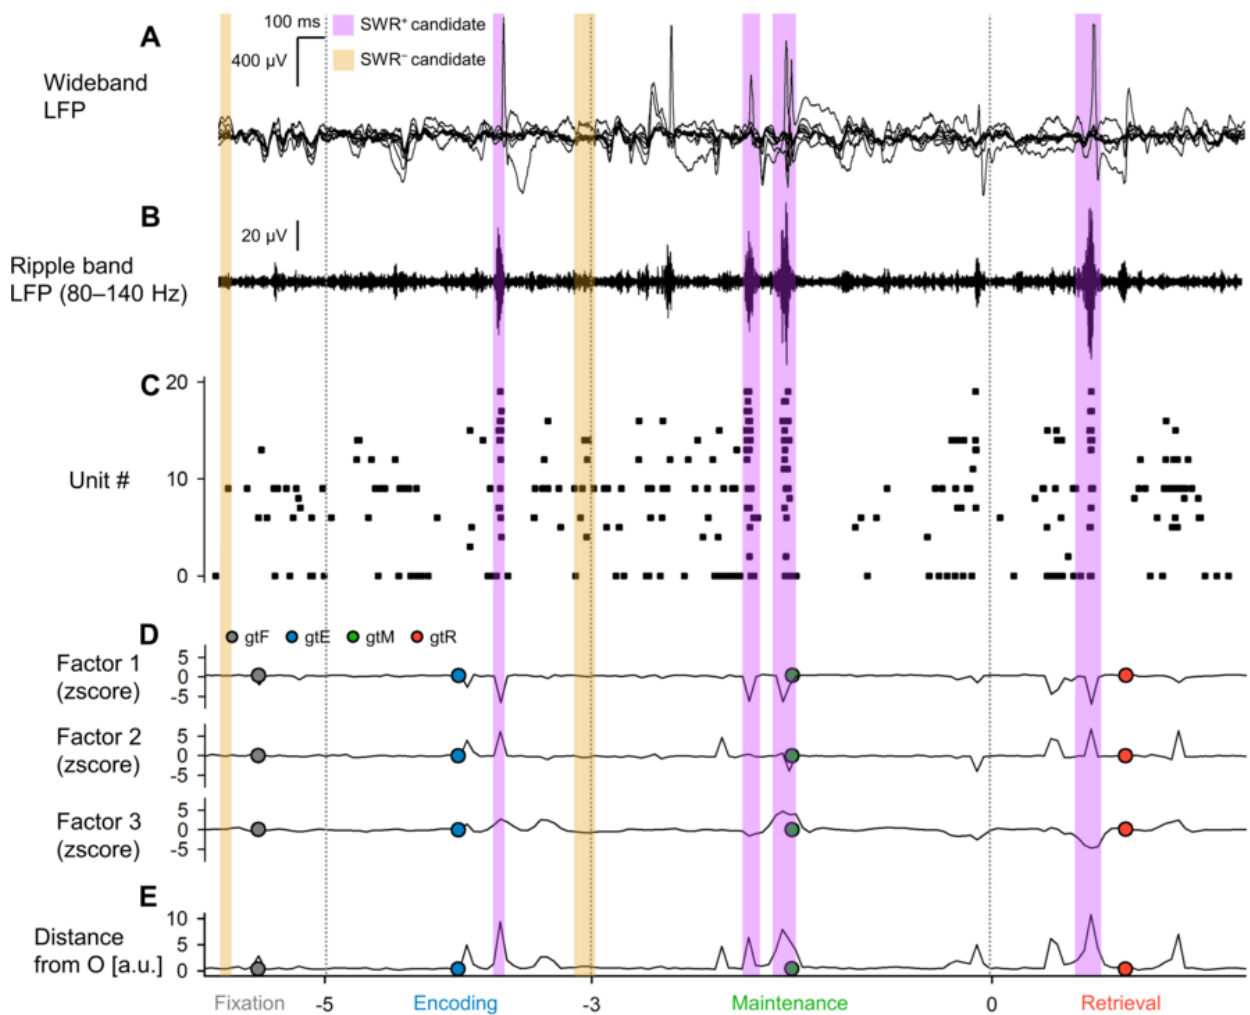 A
100 ms
400 µV
SWR⁺ candidate
SWR⁻ candidate
Wideband
LFP
B
20 µV
Ripple band
LFP (80–140 Hz)
C
20
10
0
Unit #
D
gtF gtE gtM gtR
Factor 1
(zscore)
5
0
-5
Factor 2
(zscore)
5
0
-5
Factor 3
(zscore)
5
0
-5
E
Distance
from O [a.u.]
10
5
0
Fixation -5 Encoding -3 Maintenance 0 Retrieval